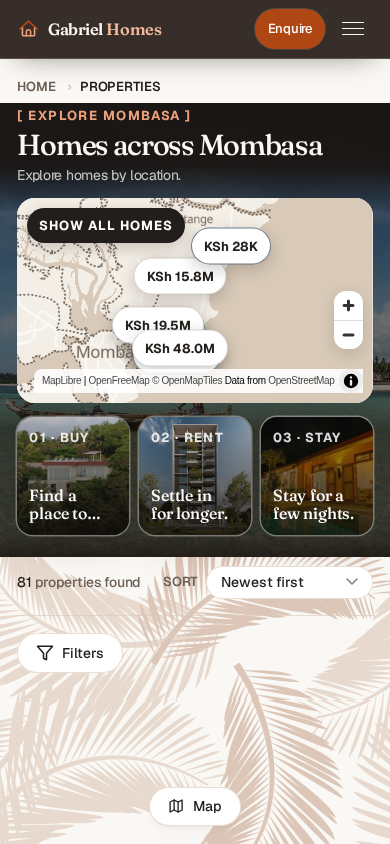 Gabriel Homes
Enquire
HOME › PROPERTIES
[ EXPLORE MOMBASA ]
Homes across Mombasa
Explore homes by location.
SHOW ALL HOMES
KSh 28K
KSh 15.8M
KSh 19.5M
KSh 48.0M
MapLibre | OpenFreeMap © OpenMapTiles Data from OpenStreetMap
01 · BUY
Find a
place to...
02 · RENT
Settle in
for longer.
03 · STAY
Stay for a
few nights.
81 properties found
SORT
Newest first
Filters
Map